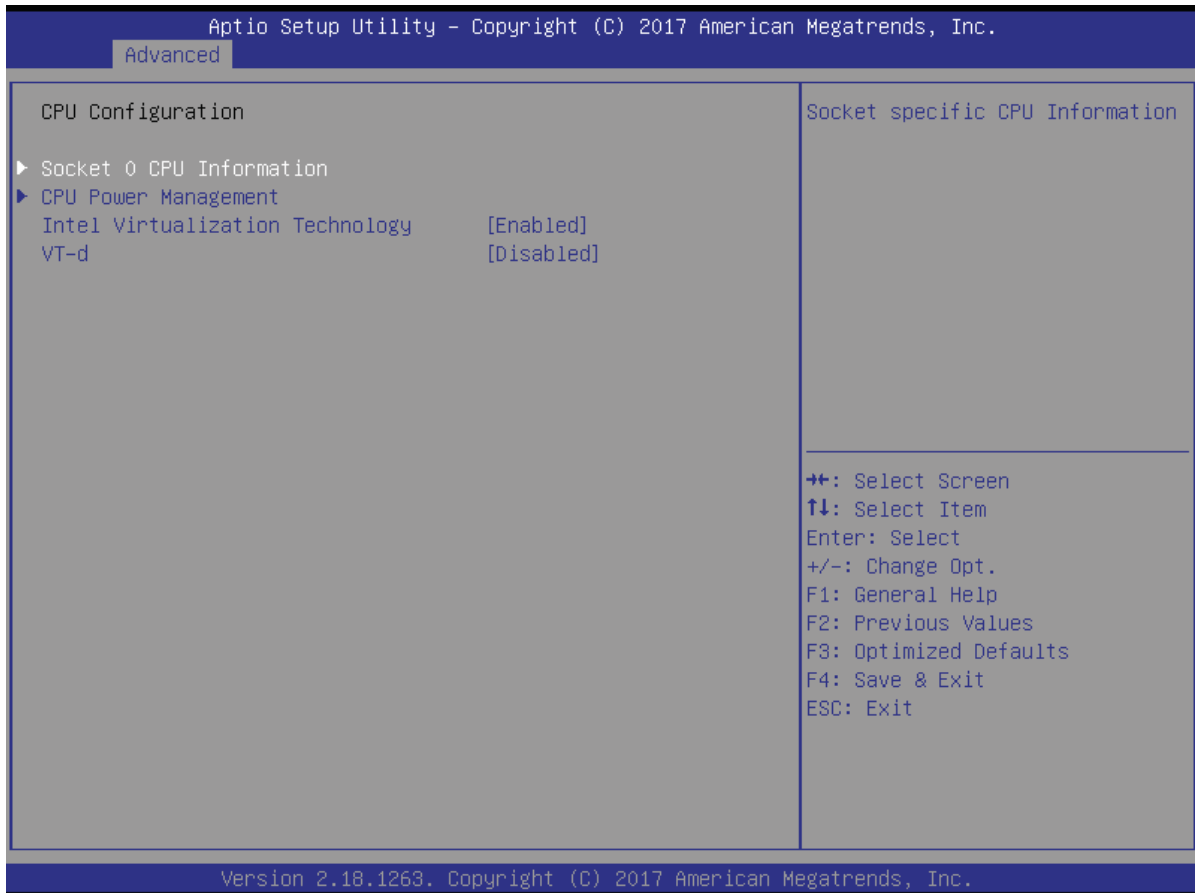 Aptio Setup Utility – Copyright (C) 2017 American Megatrends, Inc.
Advanced
CPU Configuration
▶ Socket 0 CPU Information
▶ CPU Power Management
Intel Virtualization Technology [Enabled]
VT-d [Disabled]
Socket specific CPU Information
→←: Select Screen
↑↓: Select Item
Enter: Select
+/-: Change Opt.
F1: General Help
F2: Previous Values
F3: Optimized Defaults
F4: Save & Exit
ESC: Exit
Version 2.18.1263. Copyright (C) 2017 American Megatrends, Inc.